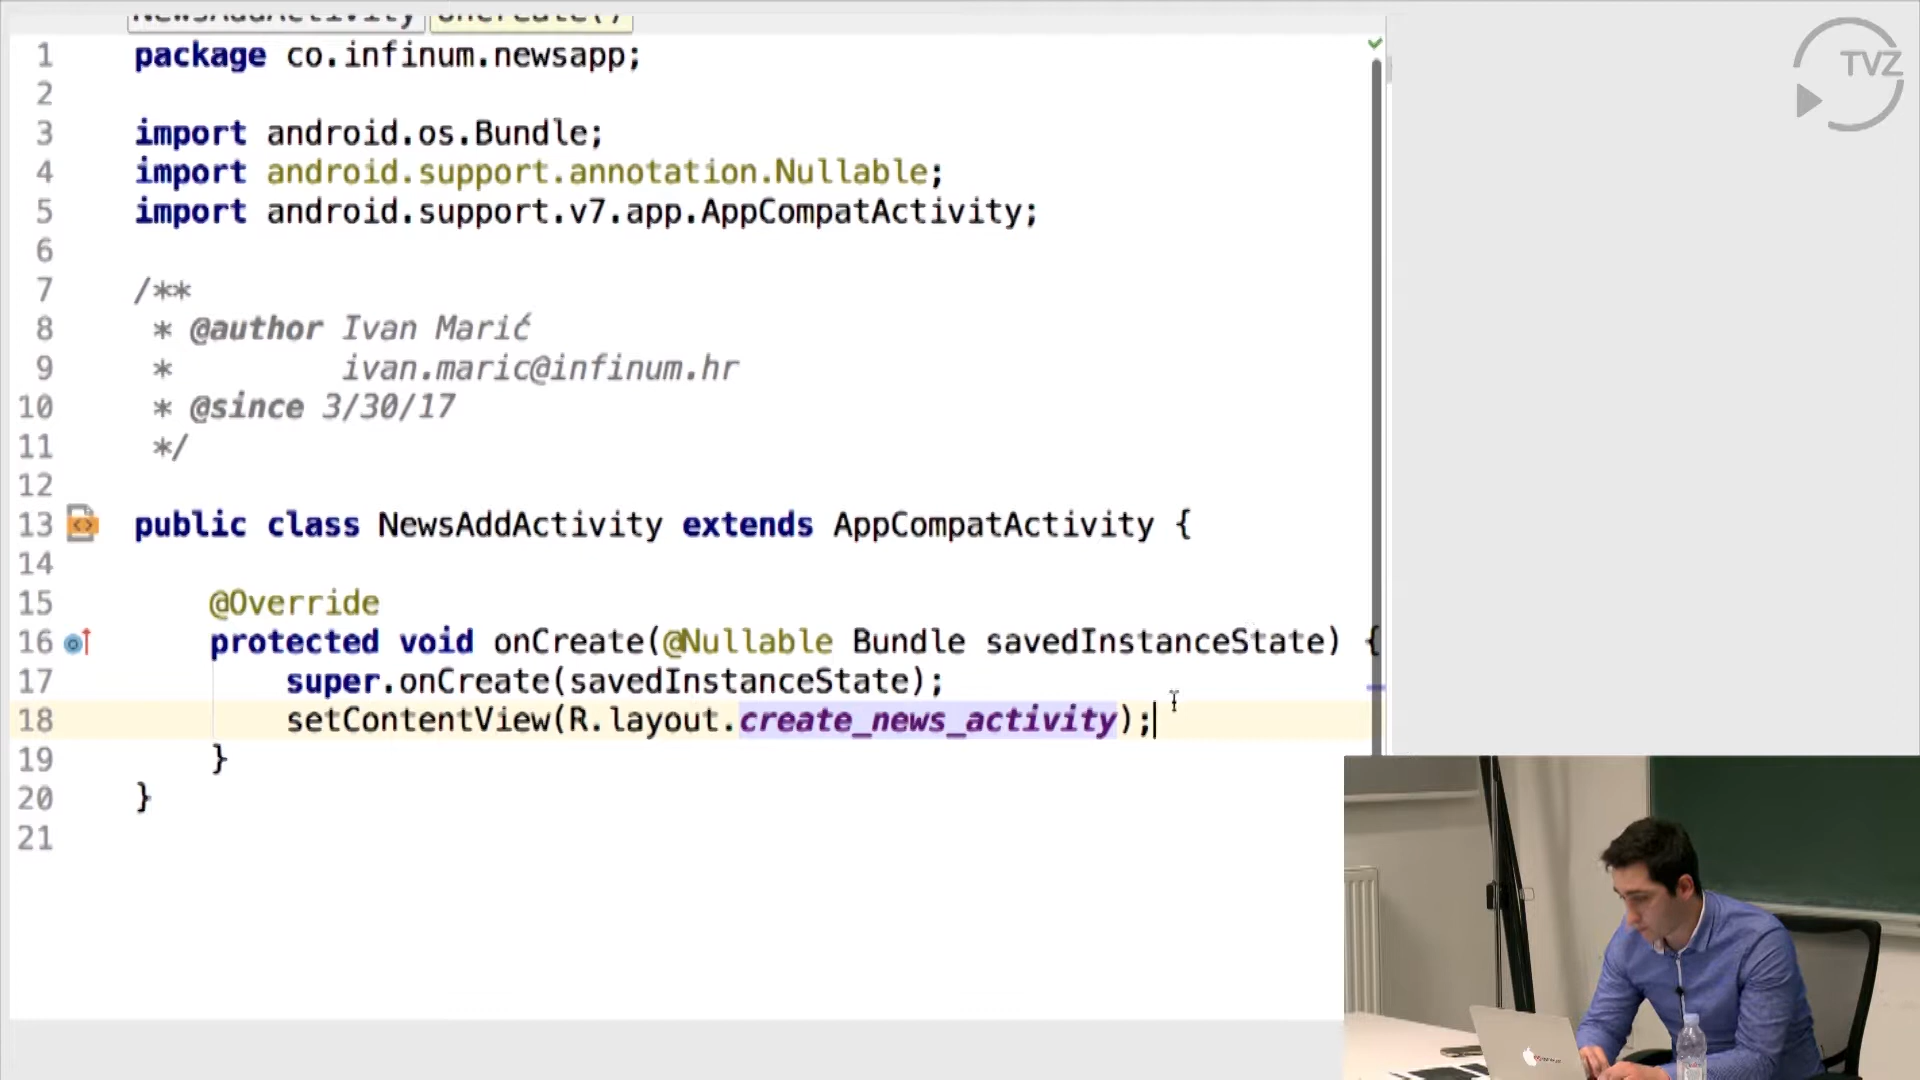 NewsAddActivity onCreate()
TVZ
1 package co.infinum.newsapp;
2
3 import android.os.Bundle;
4 import android.support.annotation.Nullable;
5 import android.support.v7.app.AppCompatActivity;
6
7 /**
8 * @author Ivan Marić
9 * ivan.maric@infinum.hr
10 * @since 3/30/17
11 */
12
13 public class NewsAddActivity extends AppCompatActivity {
14
15 @Override
16 protected void onCreate(@Nullable Bundle savedInstanceState) {
17 super.onCreate(savedInstanceState);
18 setContentView(R.layout.create_news_activity);
19 }
20 }
21